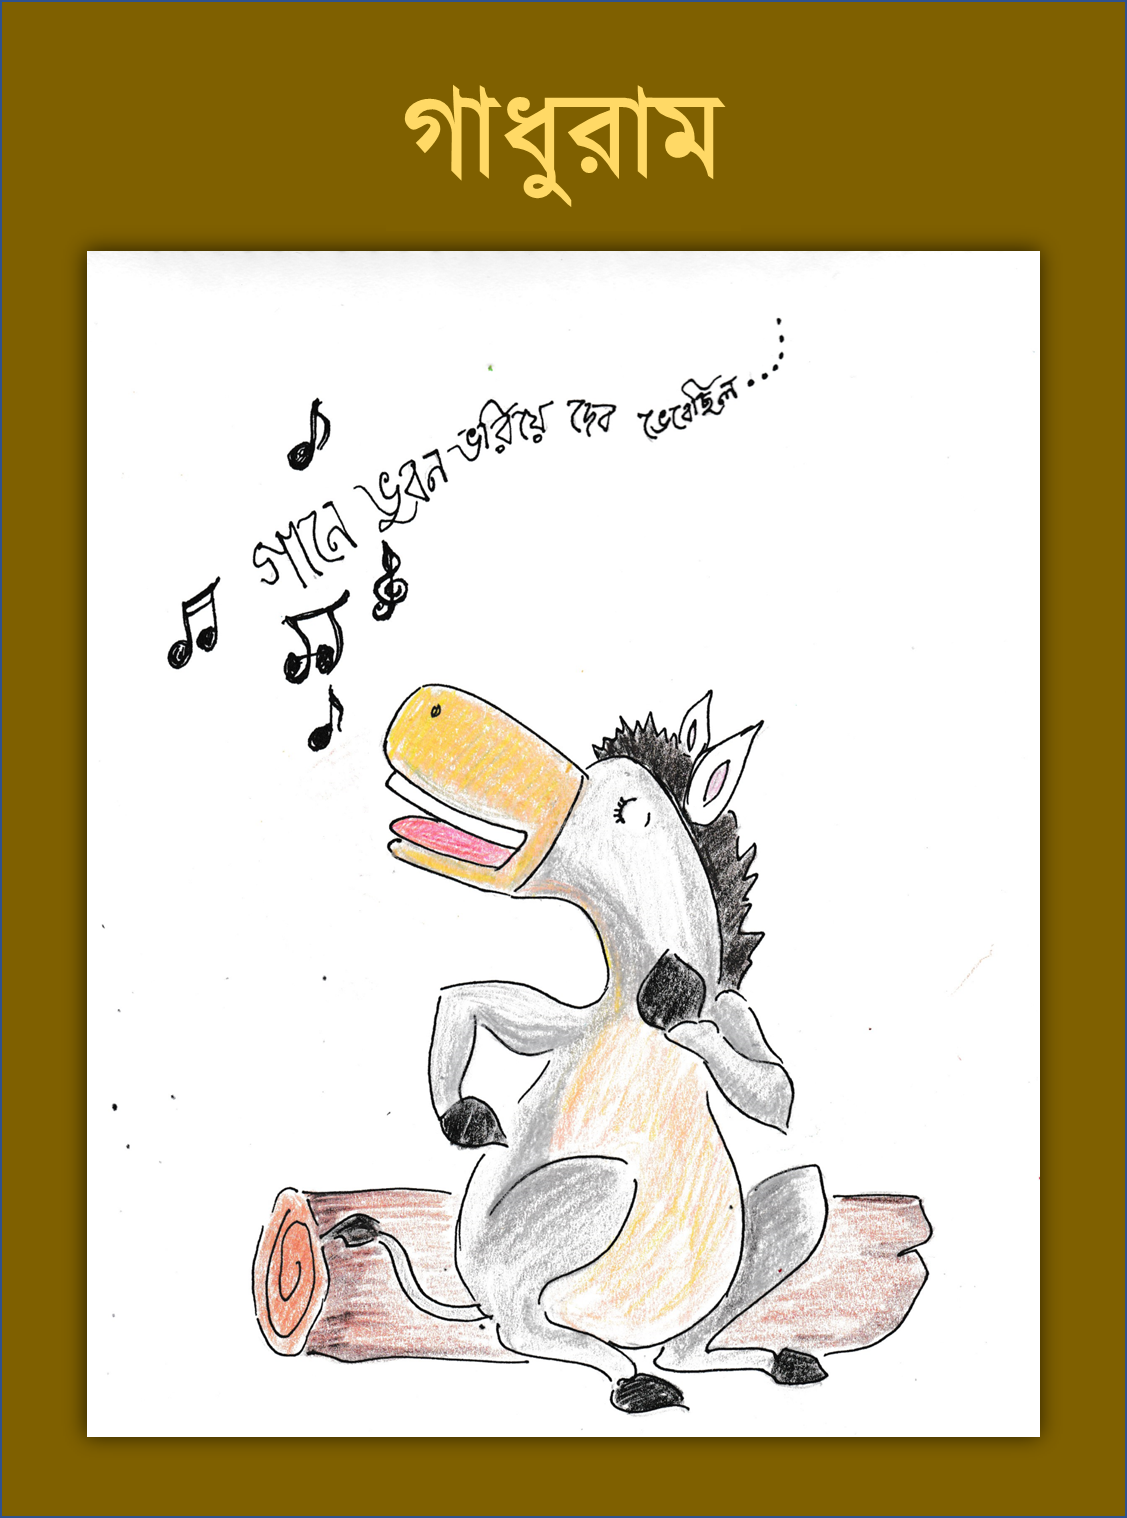 গাধুরাম
গানে ভুবন ভরিয়ে দেব ভেবেছিল........